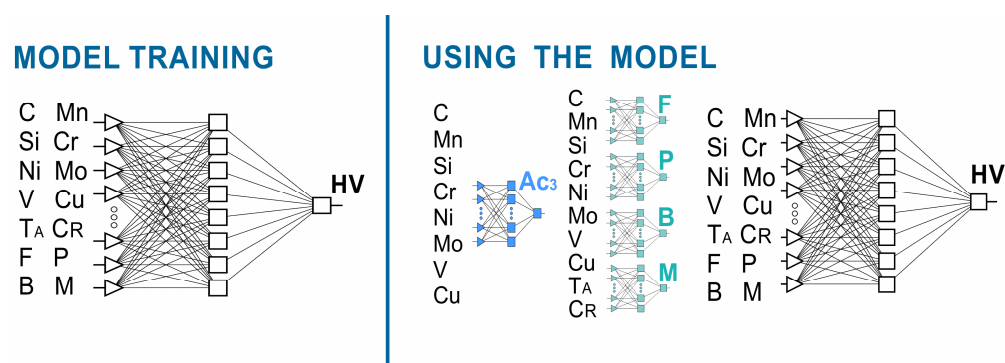 MODEL TRAINING
C Mn
Si Cr
Ni Mo
V Cu
TA CR
F P
B M
HV
USING THE MODEL
C
Mn
Si
Cr
Ni
Mo
V
Cu
Ac3
C
Mn
Si
Cr
Ni
Mo
V
Cu
TA
CR
F
P
B
M
C Mn
Si Cr
Ni Mo
V Cu
TA CR
F P
B M
HV